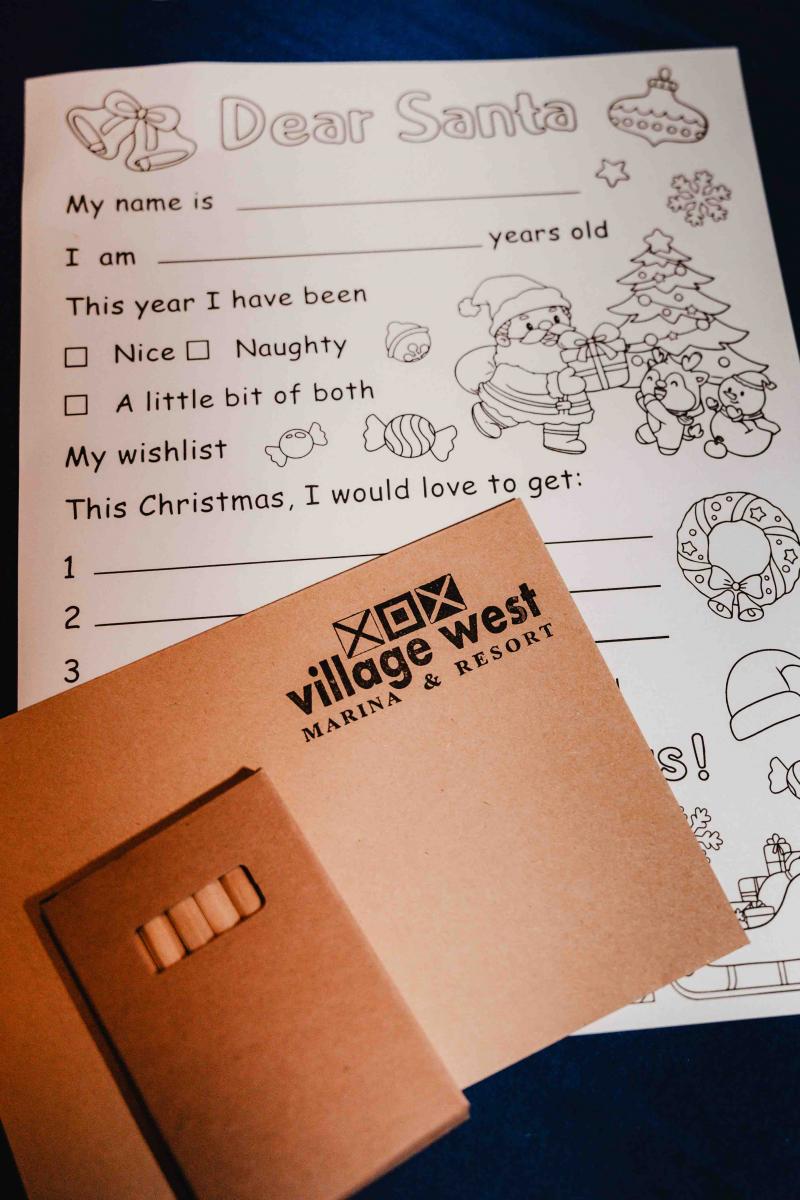 Dear Santa
My name is
I am years old
This year I have been
Nice Naughty
A little bit of both
My wishlist
This Christmas, I would love to get:
1
2
3
village west
MARINA & RESORT
s!